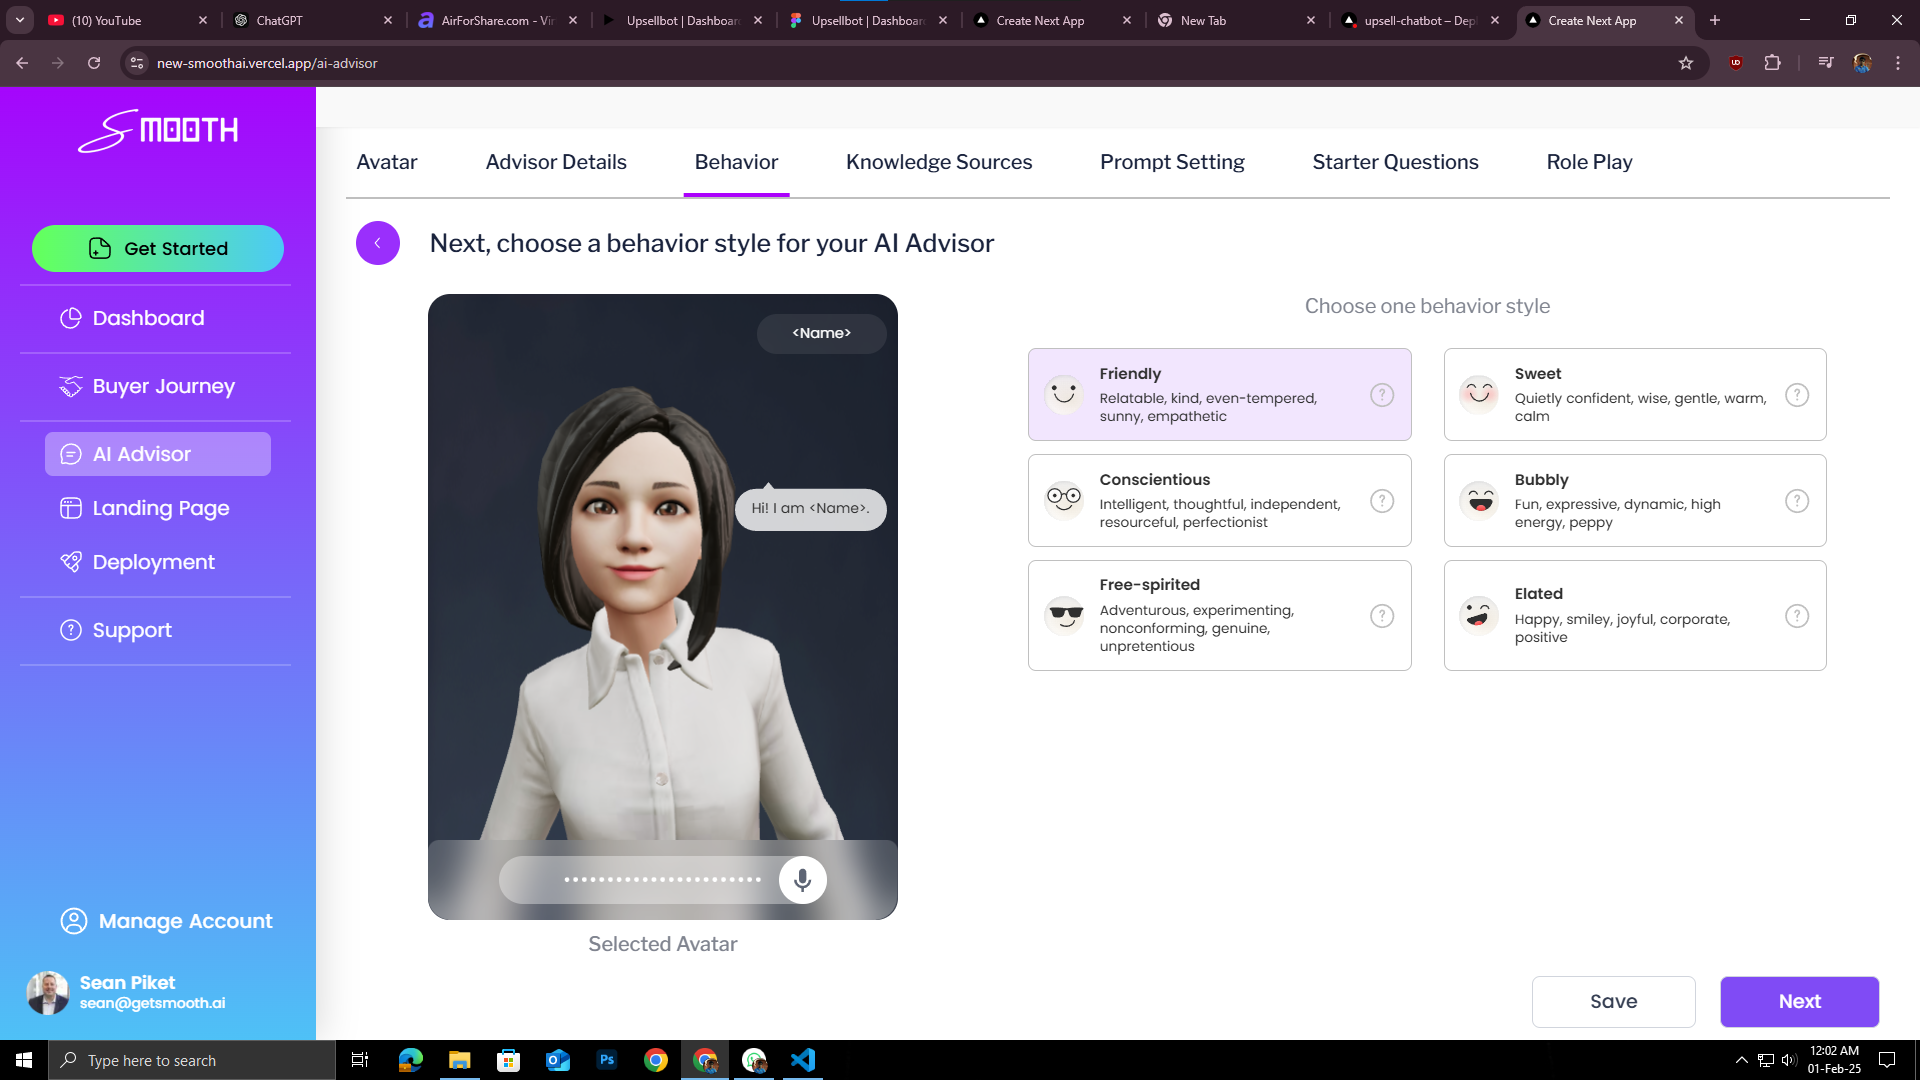 (10) YouTube
ChatGPT
AirForShare.com - Vir
Upsellbot | Dashboard
Upsellbot | Dashboard
Create Next App
New Tab
upsell-chatbot – Dep
Create Next App
new-smoothai.vercel.app/ai-advisor
SMOOTH
Get Started
Dashboard
Buyer Journey
AI Advisor
Landing Page
Deployment
Support
Manage Account
Sean Piket
sean@getsmooth.ai
Avatar
Advisor Details
Behavior
Knowledge Sources
Prompt Setting
Starter Questions
Role Play
Next, choose a behavior style for your AI Advisor
<Name>
Hi! I am <Name>.
Selected Avatar
Choose one behavior style
Friendly
Relatable, kind, even-tempered,
sunny, empathetic
?
Sweet
Quietly confident, wise, gentle, warm,
calm
?
Conscientious
Intelligent, thoughtful, independent,
resourceful, perfectionist
?
Bubbly
Fun, expressive, dynamic, high
energy, peppy
?
Free-spirited
Adventurous, experimenting,
nonconforming, genuine,
unpretentious
?
Elated
Happy, smiley, joyful, corporate,
positive
?
Save
Next
Type here to search
Ps
12:02 AM
01-Feb-25